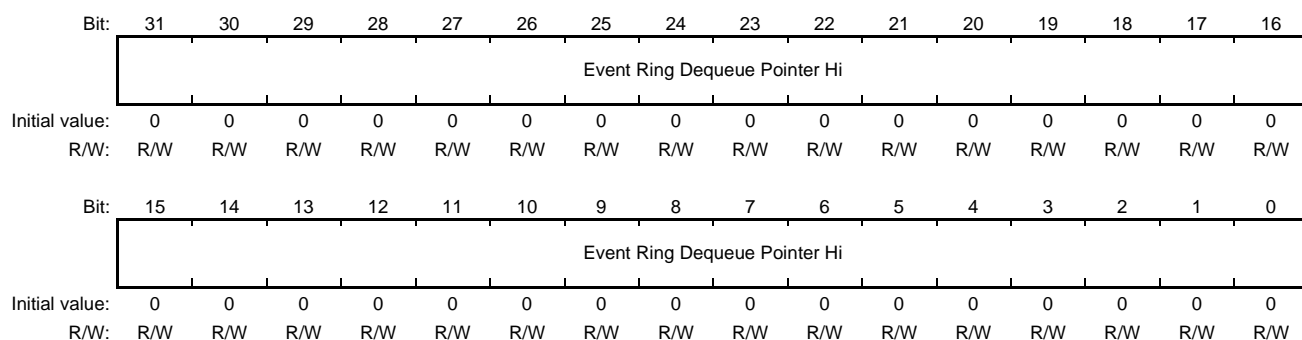 Bit: 31 30 29 28 27 26 25 24 23 22 21 20 19 18 17 16
Event Ring Dequeue Pointer Hi
Initial value: 0 0 0 0 0 0 0 0 0 0 0 0 0 0 0 0
R/W: R/W R/W R/W R/W R/W R/W R/W R/W R/W R/W R/W R/W R/W R/W R/W R/W
Bit: 15 14 13 12 11 10 9 8 7 6 5 4 3 2 1 0
Event Ring Dequeue Pointer Hi
Initial value: 0 0 0 0 0 0 0 0 0 0 0 0 0 0 0 0
R/W: R/W R/W R/W R/W R/W R/W R/W R/W R/W R/W R/W R/W R/W R/W R/W R/W